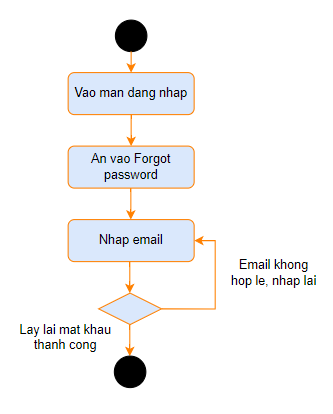 Vao man dang nhap
An vao Forgot
password
Nhap email
Email khong
hop le, nhap lai
Lay lai mat khau
thanh cong